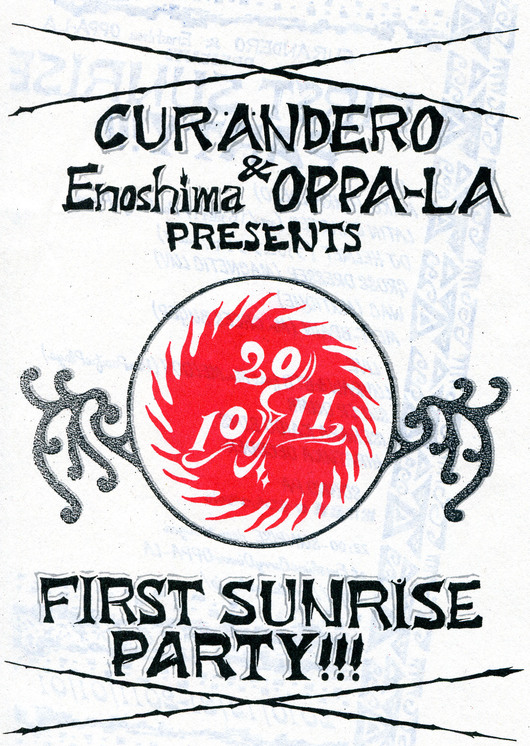 CURANDERO
&
Enoshima OPPA-LA
PRESENTS
20
10 11
FIRST SUNRISE
PARTY!!!